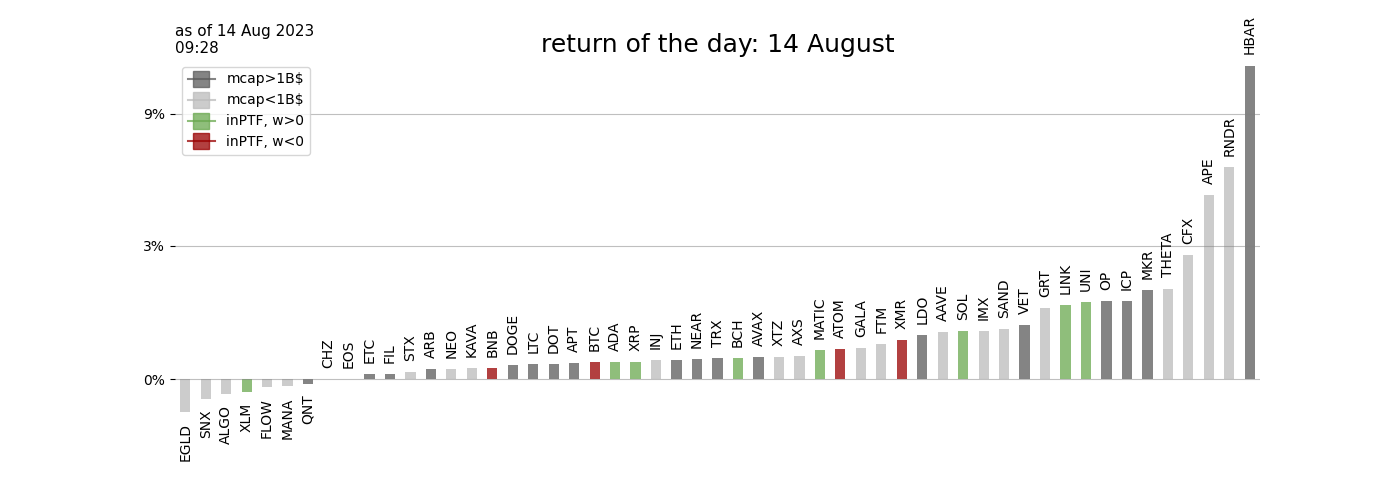 as of 14 Aug 2023
09:28
return of the day: 14 August
mcap>1B$
mcap<1B$
inPTF, w>0
inPTF, w<0
9%
3%
0%
EGLD
SNX
ALGO
XLM
FLOW
MANA
QNT
CHZ
EOS
ETC
FIL
STX
ARB
NEO
KAVA
BNB
DOGE
LTC
DOT
APT
BTC
ADA
XRP
INJ
ETH
NEAR
TRX
BCH
AVAX
XTZ
AXS
MATIC
ATOM
GALA
FTM
XMR
LDO
AAVE
SOL
IMX
SAND
VET
GRT
LINK
UNI
OP
ICP
MKR
THETA
CFX
APE
RNDR
HBAR